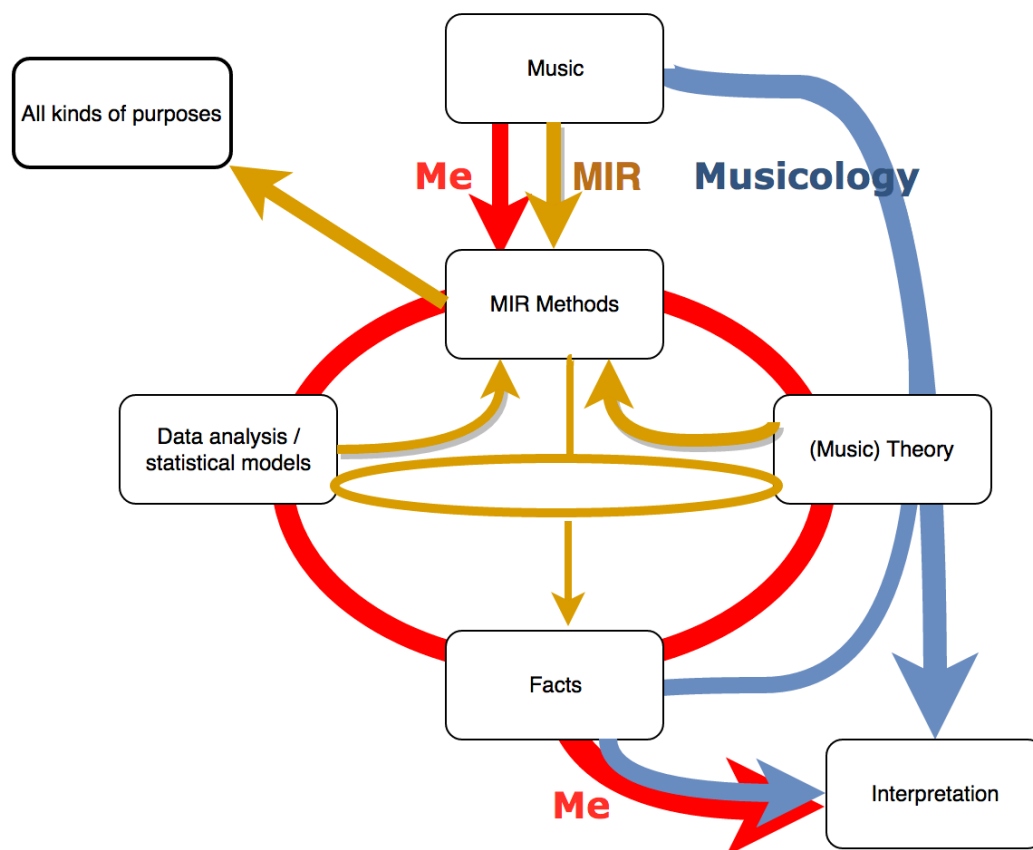 Music
All kinds of purposes
Me
MIR
Musicology
MIR Methods
Data analysis /
statistical models
(Music) Theory
Facts
Me
Interpretation